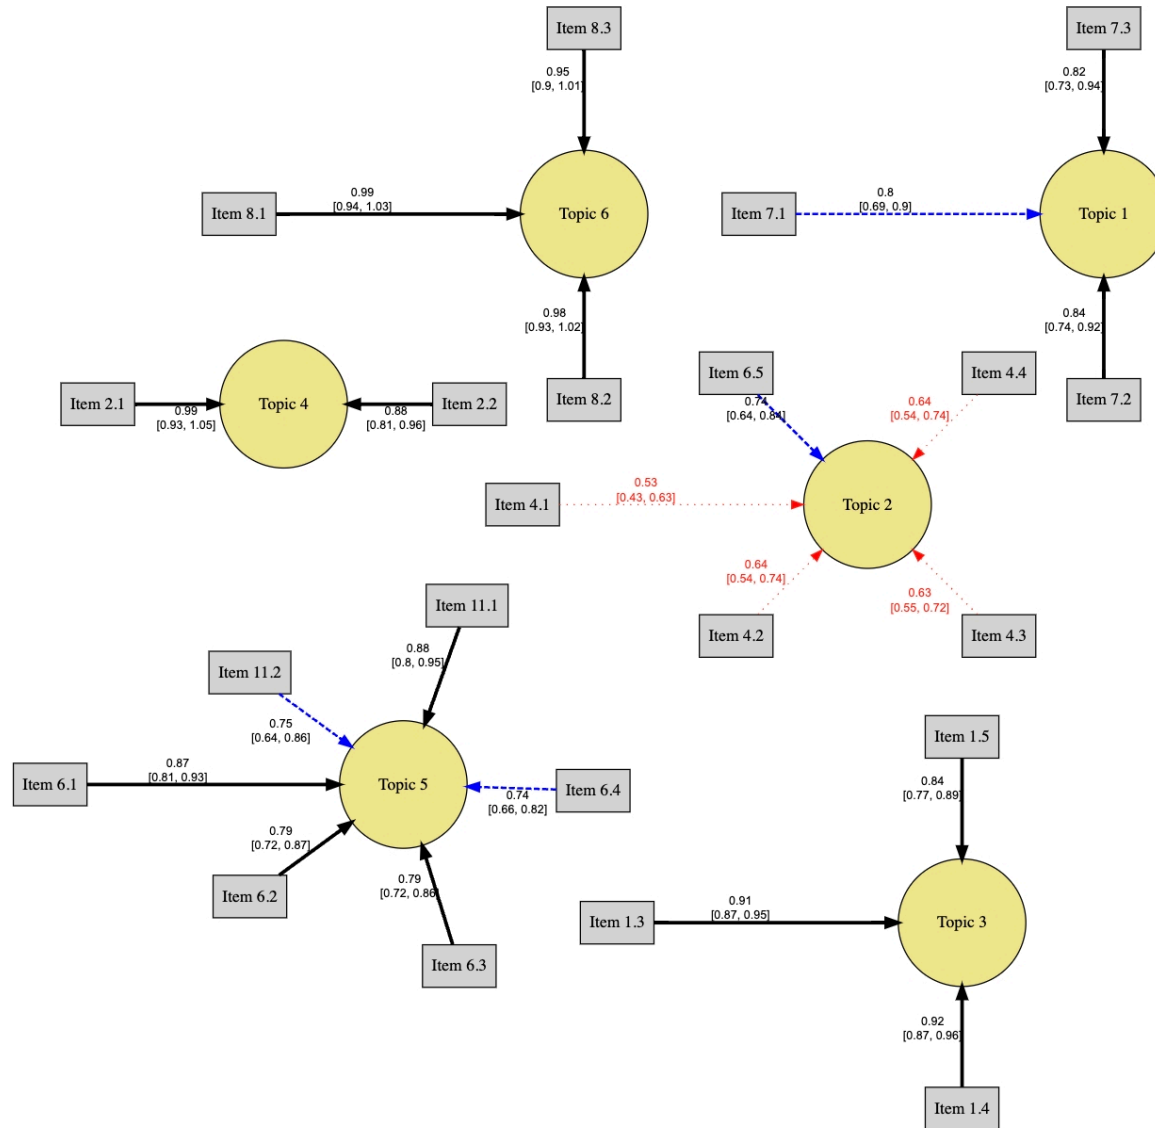 Item 8.3
0.95
[0.9, 1.01]
Item 8.1
0.99
[0.94, 1.03]
Topic 6
0.98
[0.93, 1.02]
Item 8.2
Item 7.3
0.82
[0.73, 0.94]
Item 7.1
0.8
[0.69, 0.9]
Topic 1
0.84
[0.74, 0.92]
Item 7.2
Item 2.1
0.99
[0.93, 1.05]
Topic 4
0.88
[0.81, 0.96]
Item 2.2
Item 6.5
0.74
[0.64, 0.84]
Item 4.4
0.64
[0.54, 0.74]
Item 4.1
0.53
[0.43, 0.63]
Topic 2
0.64
[0.54, 0.74]
Item 4.2
0.63
[0.55, 0.72]
Item 4.3
Item 11.1
0.88
[0.8, 0.95]
Item 11.2
0.75
[0.64, 0.86]
Item 6.1
0.87
[0.81, 0.93]
Topic 5
0.74
[0.66, 0.82]
Item 6.4
0.79
[0.72, 0.87]
Item 6.2
0.79
[0.72, 0.86]
Item 6.3
Item 1.5
0.84
[0.77, 0.89]
Item 1.3
0.91
[0.87, 0.95]
Topic 3
0.92
[0.87, 0.96]
Item 1.4